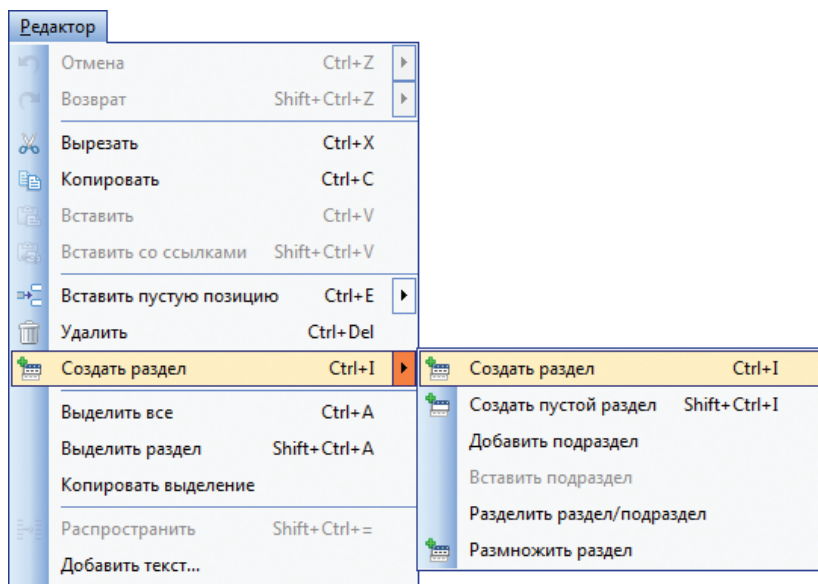 Редактор
Отмена Ctrl+Z
Возврат Shift+Ctrl+Z
Вырезать Ctrl+X
Копировать Ctrl+C
Вставить Ctrl+V
Вставить со ссылками Shift+Ctrl+V
Вставить пустую позицию Ctrl+E
Удалить Ctrl+Del
Создать раздел Ctrl+I
Выделить все Ctrl+A
Выделить раздел Shift+Ctrl+A
Копировать выделение
Распространить Shift+Ctrl+=
Добавить текст...
Создать раздел Ctrl+I
Создать пустой раздел Shift+Ctrl+I
Добавить подраздел
Вставить подраздел
Разделить раздел/подраздел
Размножить раздел